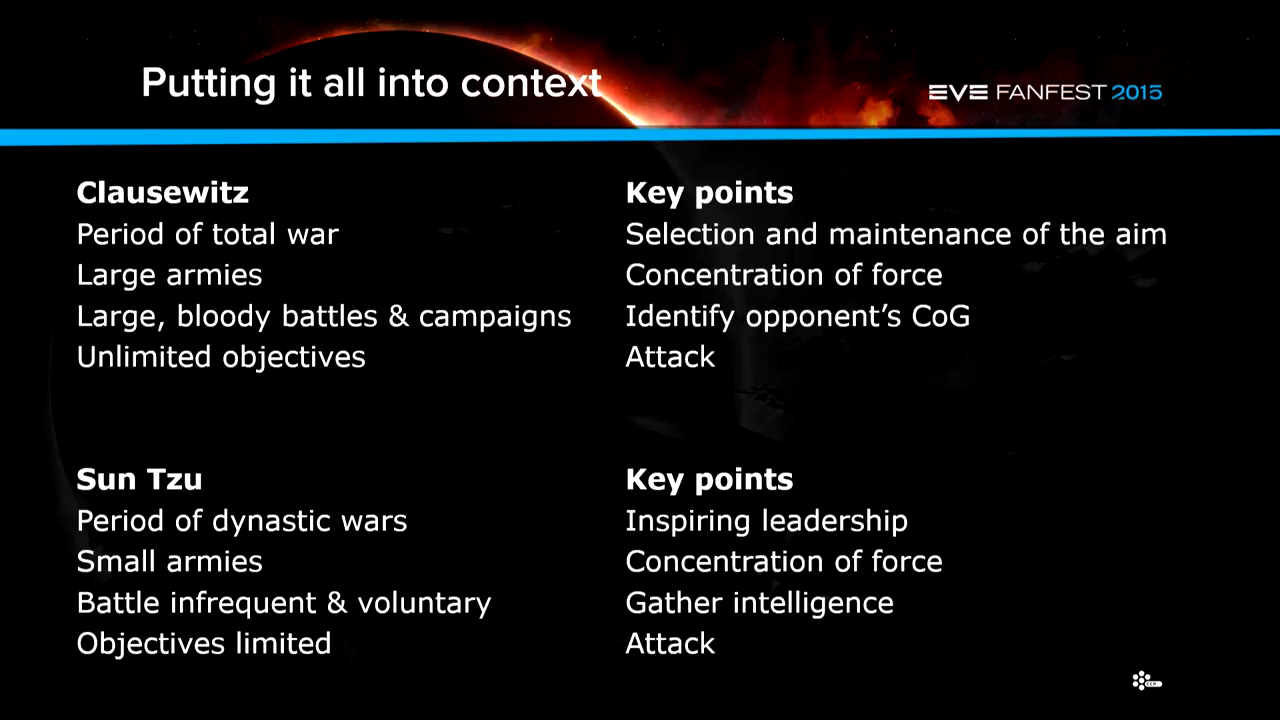 Putting it all into context
EVE FANFEST 2015
Clausewitz
Period of total war
Large armies
Large, bloody battles & campaigns
Unlimited objectives
Key points
Selection and maintenance of the aim
Concentration of force
Identify opponent’s CoG
Attack
Sun Tzu
Period of dynastic wars
Small armies
Battle infrequent & voluntary
Objectives limited
Key points
Inspiring leadership
Concentration of force
Gather intelligence
Attack
CCP